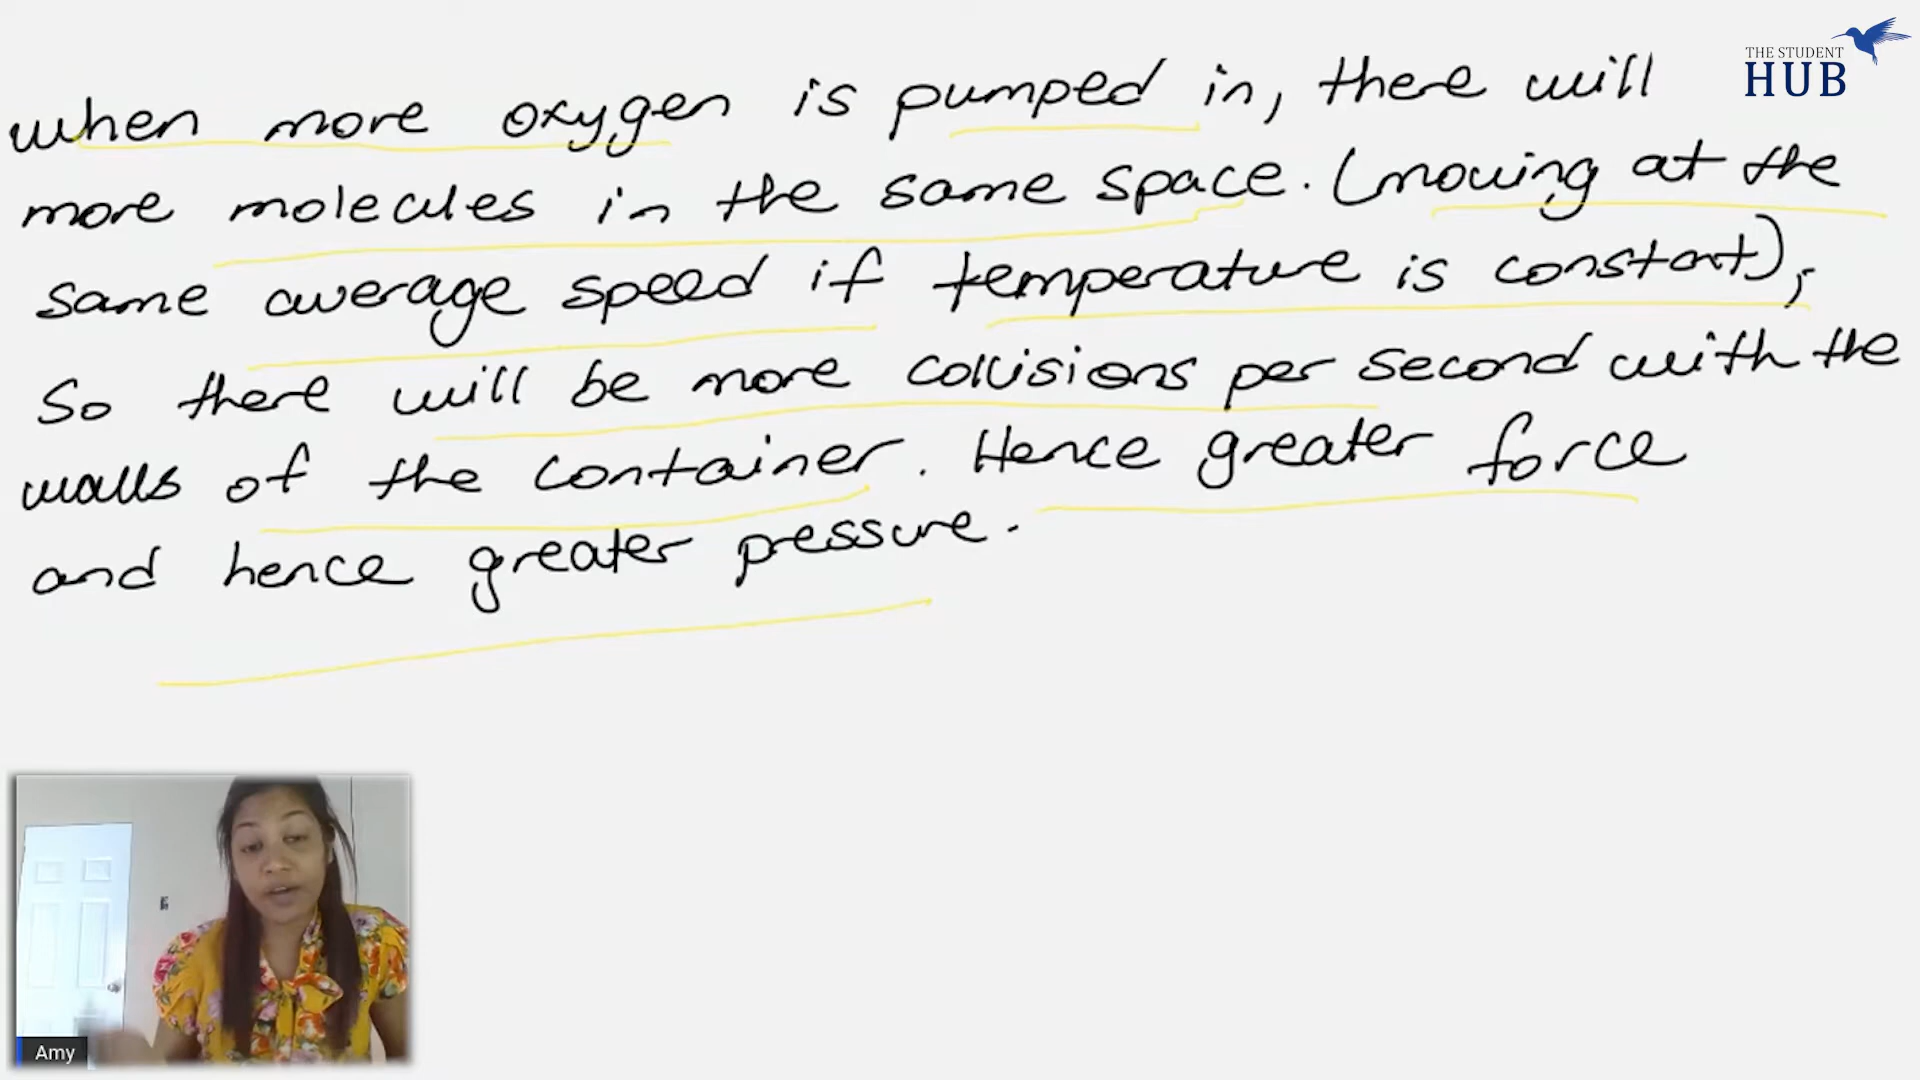 THE STUDENT
HUB
when more oxygen is pumped in, there will
more molecules in the same space. (moving at the
same average speed if temperature is constant),
So there will be more collisions per second with the
walls of the container. Hence greater force
and hence greater pressure.
Amy